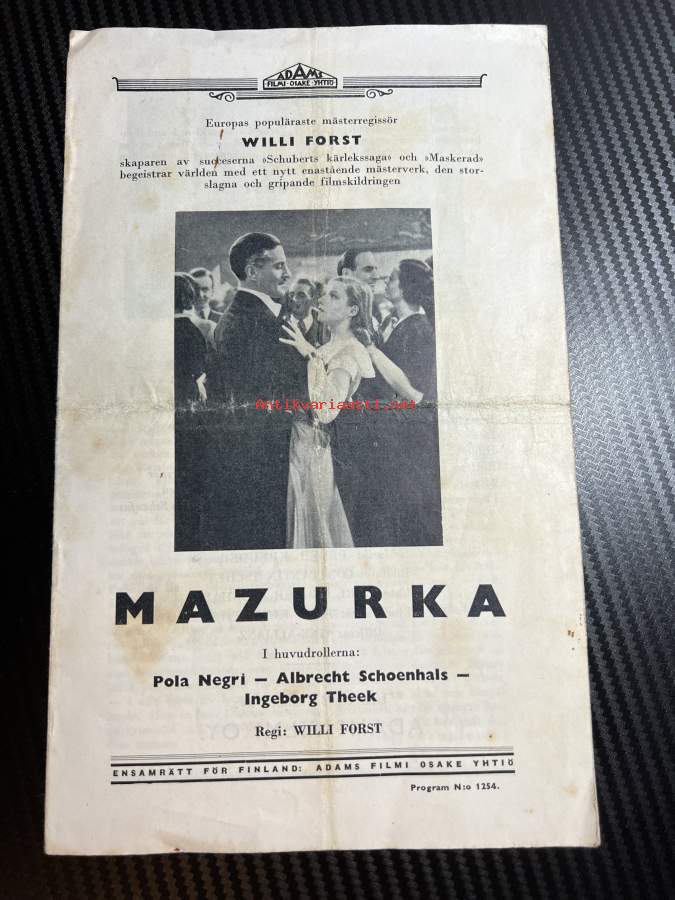 ADAMS
FILMI · OSAKE · YHTIÖ
Europas populäraste mästerregissör
WILLI FORST
skaparen av succeserna »Schuberts kärlekssaga» och »Maskerad»
begeistrar världen med ett nytt enastående mästerverk, den stor-
slagna och gripande filmskildringen
Antikvariaatti.net
MAZURKA
I huvudrollerna:
Pola Negri — Albrecht Schoenhals —
Ingeborg Theek
Regi: WILLI FORST
ENSAMRÄTT FÖR FINLAND: ADAMS FILMI OSAKE YHTIÖ
Program N:o 1254.